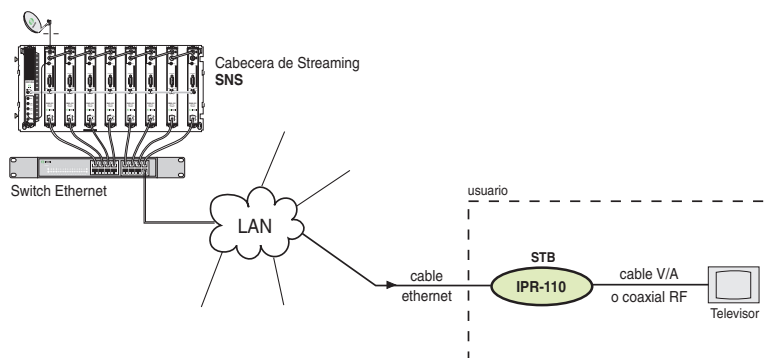 Cabecera de Streaming
SNS
Switch Ethernet
LAN
usuario
cable
ethernet
STB
IPR-110
cable V/A
o coaxial RF
Televisor